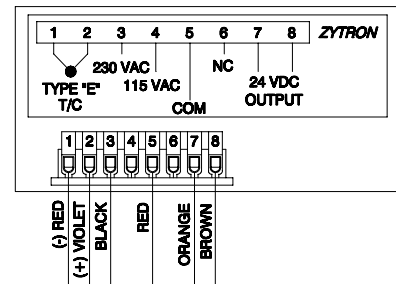 1 2 3 4 5 6 7 8 ZYTRON
230 VAC NC
TYPE "E" 115 VAC 24 VDC
T/C COM OUTPUT
1 2 3 4 5 6 7 8
(-) RED
(+) VIOLET
BLACK
RED
ORANGE
BROWN